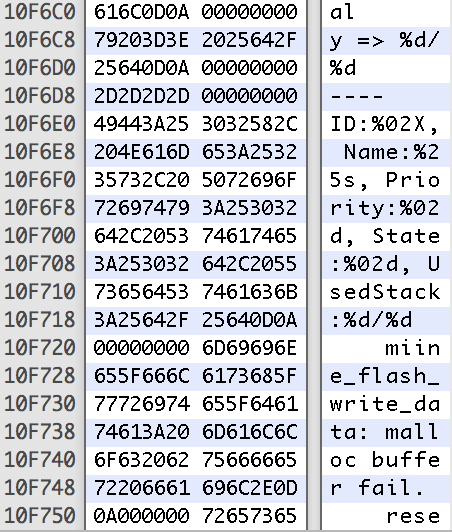 10F6C0 616C0D0A 00000000 al
10F6C8 79203D3E 2025642F y => %d/
10F6D0 25640D0A 00000000 %d
10F6D8 2D2D2D2D 00000000 ----
10F6E0 49443A25 3032582C ID:%02X,
10F6E8 204E616D 653A2532 Name:%2
10F6F0 35732C20 5072696F 5s, Prio
10F6F8 72697479 3A253032 rity:%02
10F700 642C2053 74617465 d, State
10F708 3A253032 642C2055 :%02d, U
10F710 73656453 7461636B sedStack
10F718 3A25642F 25640D0A :%d/%d
10F720 00000000 6D69696E miin
10F728 655F666C 6173685F e_flash_
10F730 77726974 655F6461 write_da
10F738 74613A20 6D616C6C ta: mall
10F740 6F632062 75666665 oc buffe
10F748 72206661 696C2E0D r fail.
10F750 0A000000 72657365 rese